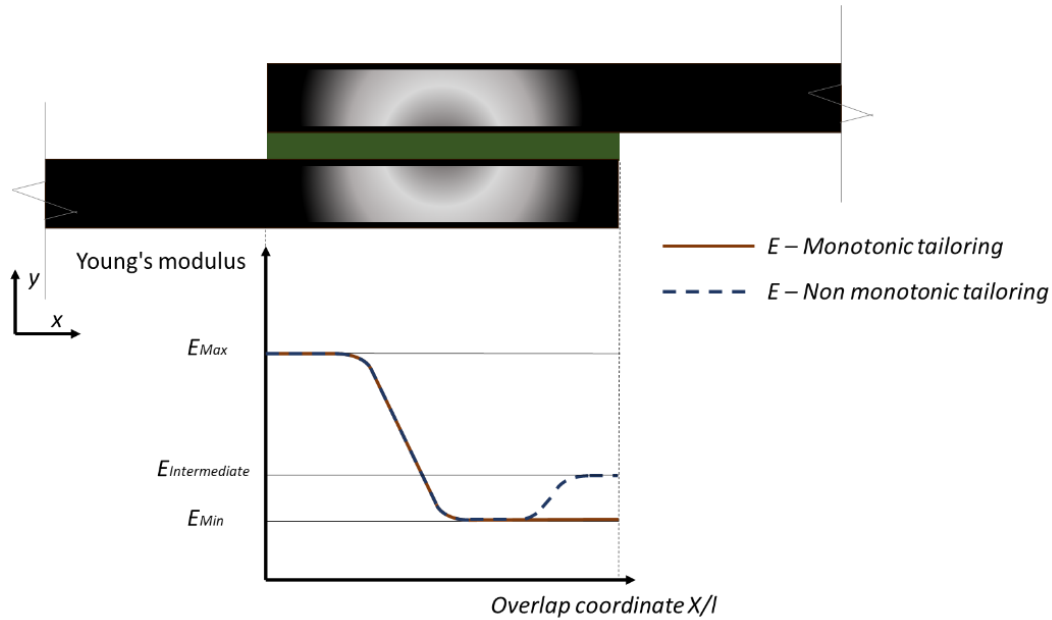 Young's modulus
E – Monotonic tailoring
y
E – Non monotonic tailoring
x
EMax
EIntermediate
EMin
Overlap coordinate X/l